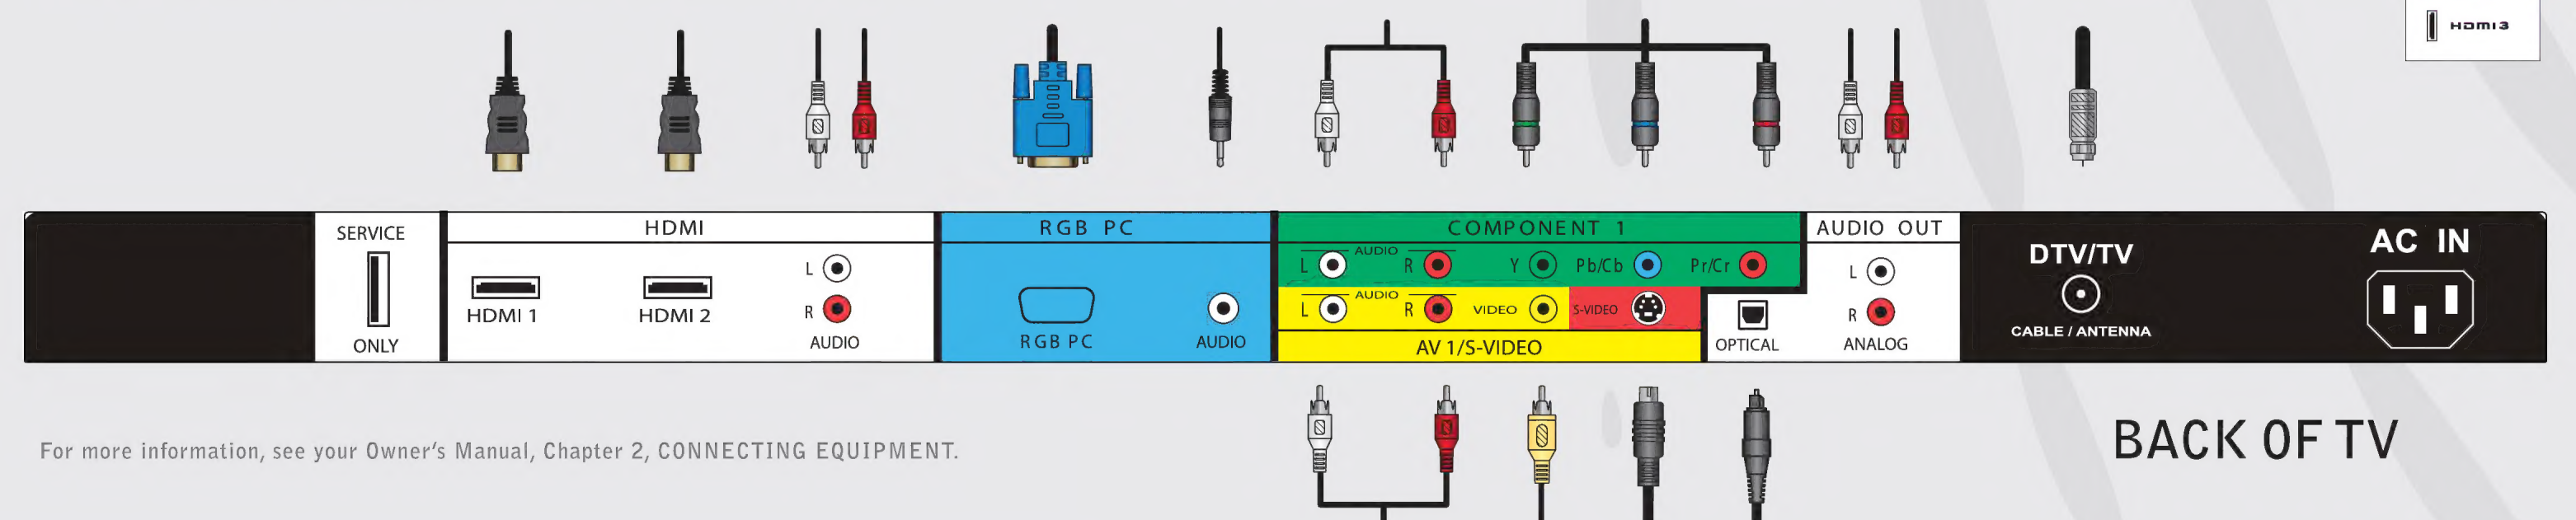 HDMI 3
SERVICE
ONLY
HDMI
HDMI 1
HDMI 2
L
R
AUDIO
RGB PC
RGB PC
AUDIO
COMPONENT 1
L AUDIO R Y Pb/Cb Pr/Cr
L AUDIO R VIDEO S-VIDEO
AV 1/S-VIDEO
OPTICAL
AUDIO OUT
L
R
ANALOG
DTV/TV
CABLE / ANTENNA
AC IN
For more information, see your Owner's Manual, Chapter 2, CONNECTING EQUIPMENT.
BACK OF TV